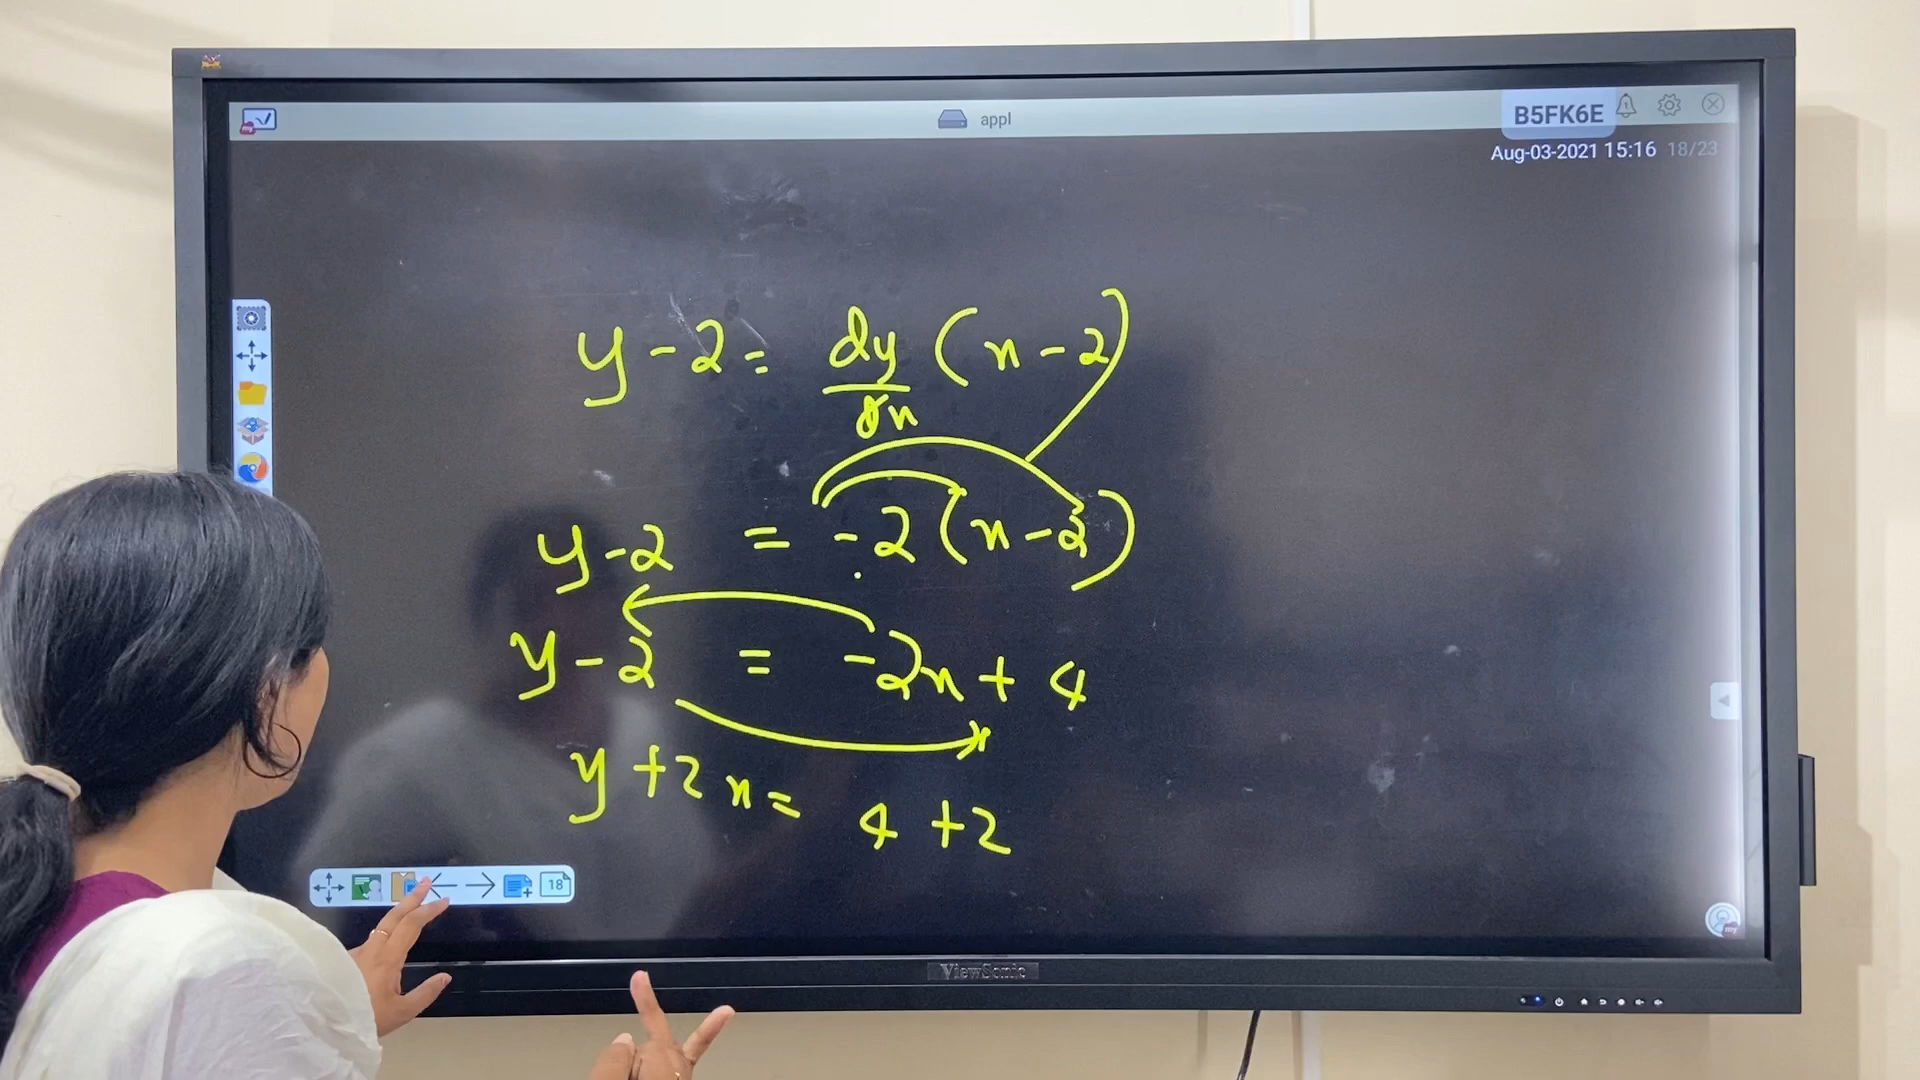 appl
B5FK6E
Aug-03-2021 15:16 18/23
y - 2 = dy/dx (x - 2)
y - 2 = -2 (x - 2)
y - 2 = -2x + 4
y + 2x = 4 + 2
18
ViewSonic